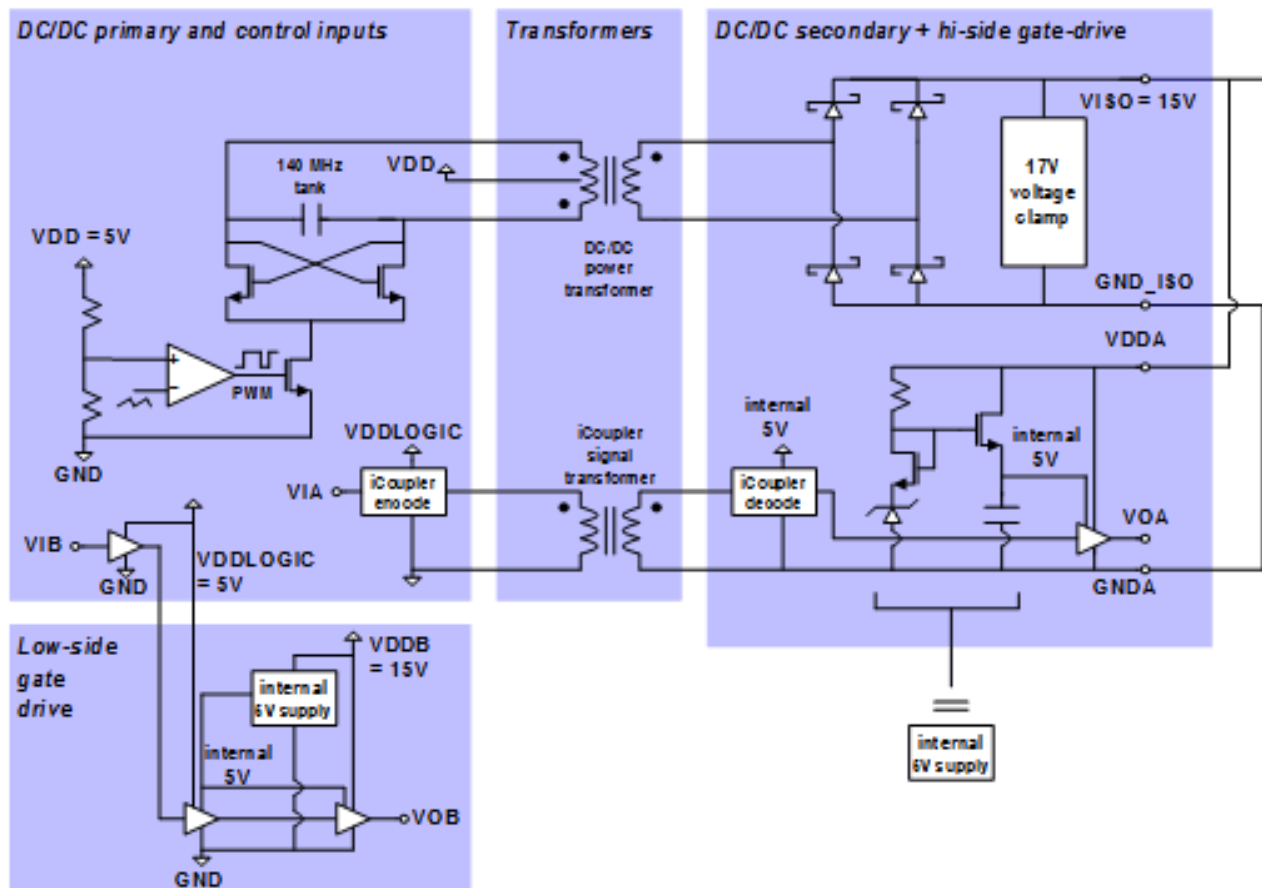 DC/DC primary and control inputs
Transformers
DC/DC secondary + hi-side gate-drive
VISO = 15V
140 MHz
tank
VDD
17V
voltage
clamp
VDD = 5V
DC/DC
power
transformer
GND_ISO
VDDA
+
−
PWM
GND
VDDLOGIC
iCoupler
signal
transformer
internal
5V
internal
5V
VIA
iCoupler
encode
iCoupler
decode
VOA
VIB
GND
VDDLOGIC
= 5V
GNDA
Low-side
gate
drive
VDDB
= 15V
internal
6V supply
internal
5V
VOB
GND
=
internal
6V supply